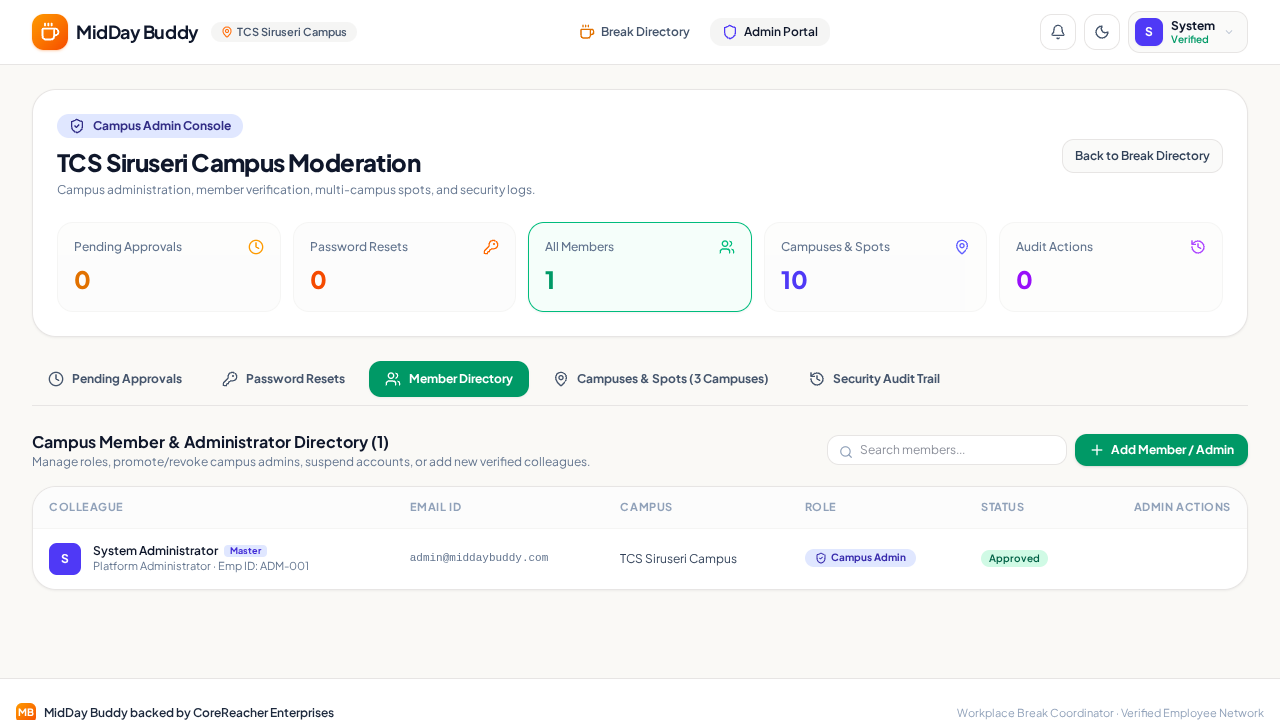 MidDay Buddy
TCS Siruseri Campus
Break Directory
Admin Portal
S
System
Verified
Campus Admin Console
TCS Siruseri Campus Moderation
Campus administration, member verification, multi-campus spots, and security logs.
Back to Break Directory
Pending Approvals
0
Password Resets
0
All Members
1
Campuses & Spots
10
Audit Actions
0
Pending Approvals
Password Resets
Member Directory
Campuses & Spots (3 Campuses)
Security Audit Trail
Campus Member & Administrator Directory (1)
Manage roles, promote/revoke campus admins, suspend accounts, or add new verified colleagues.
Search members...
Add Member / Admin
COLLEAGUE EMAIL ID CAMPUS ROLE STATUS ADMIN ACTIONS
S
System Administrator Master
Platform Administrator · Emp ID: ADM-001
admin@middaybuddy.com
TCS Siruseri Campus
Campus Admin
Approved
MB
MidDay Buddy backed by CoreReacher Enterprises
Workplace Break Coordinator · Verified Employee Network